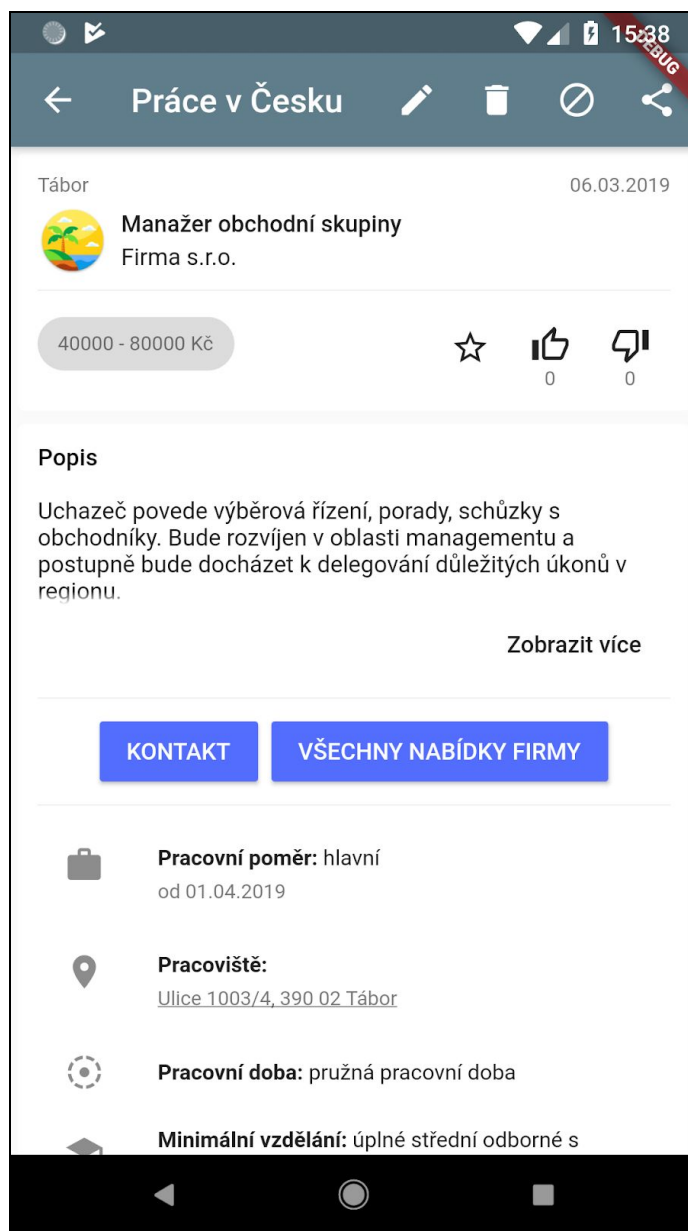 15:38
DEBUG
Práce v Česku
Tábor
06.03.2019
Manažer obchodní skupiny
Firma s.r.o.
40000 - 80000 Kč
0
0
Popis
Uchazeč povede výběrová řízení, porady, schůzky s
obchodníky. Bude rozvíjen v oblasti managementu a
postupně bude docházet k delegování důležitých úkonů v
regionu.
Zobrazit více
KONTAKT
VŠECHNY NABÍDKY FIRMY
Pracovní poměr: hlavní
od 01.04.2019
Pracoviště:
Ulice 1003/4, 390 02 Tábor
Pracovní doba: pružná pracovní doba
Minimální vzdělání: úplné střední odborné s